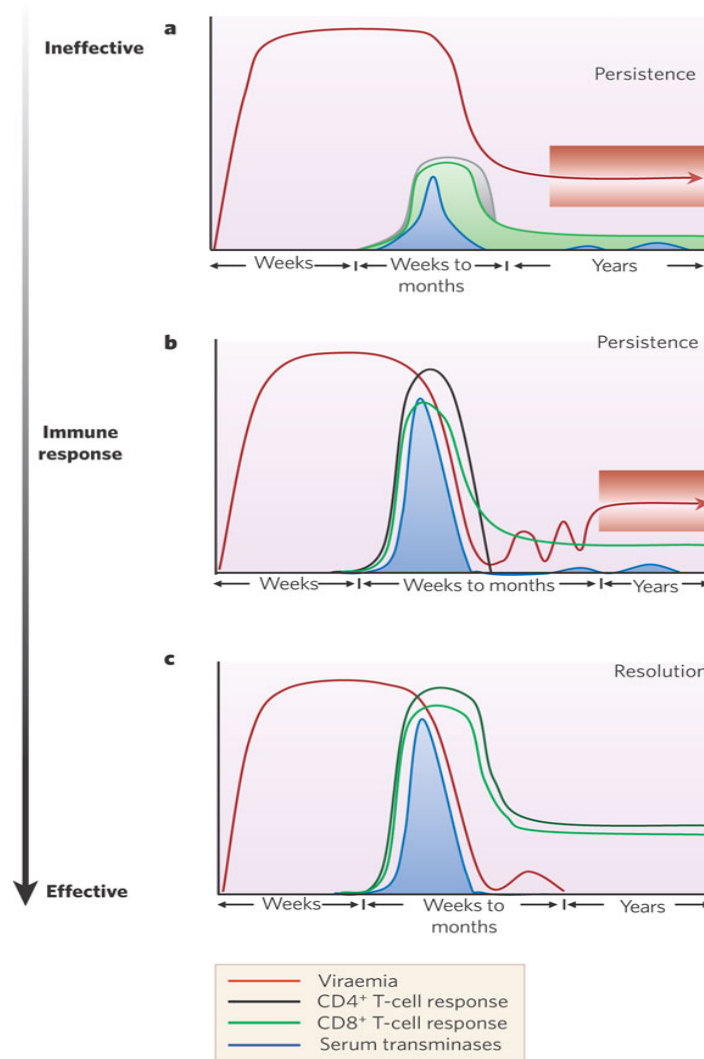 a
Ineffective
Persistence
Weeks
Weeks to
months
Years
b
Persistence
Immune
response
Weeks
Weeks to months
Years
c
Resolution
Effective
Weeks
Weeks to
months
Years
Viraemia
CD4⁺ T-cell response
CD8⁺ T-cell response
Serum transminases